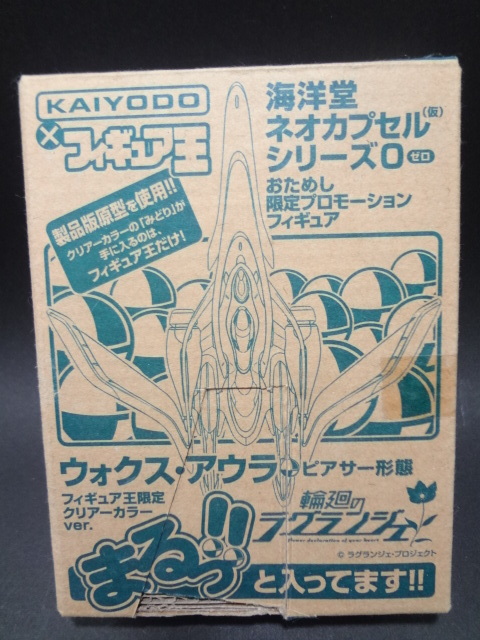 KAIYODO
×フィギュア王
海洋堂
ネオカプセル(仮)
シリーズ0 ゼロ
おためし
限定プロモーション
フィギュア
製品版原型を使用!!
クリアーカラーの「みどり」が
手に入るのは、
フィギュア王だけ!
ウォクス・アウラ・ピアサー形態
フィギュア王限定
クリアーカラー
ver.
輪廻の
ラグランジェ
flower declaration of your heart
© ラグランジェ・プロジェクト
まるっ!!
と入ってます!!